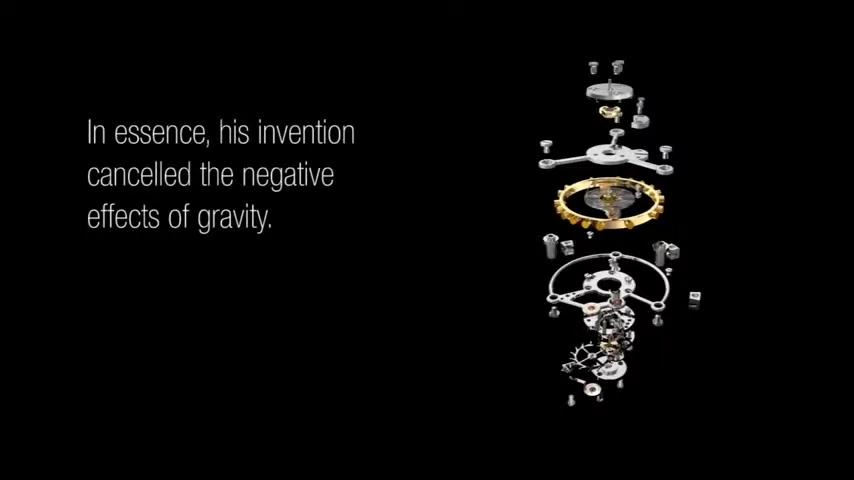 In essence, his invention
cancelled the negative
effects of gravity.